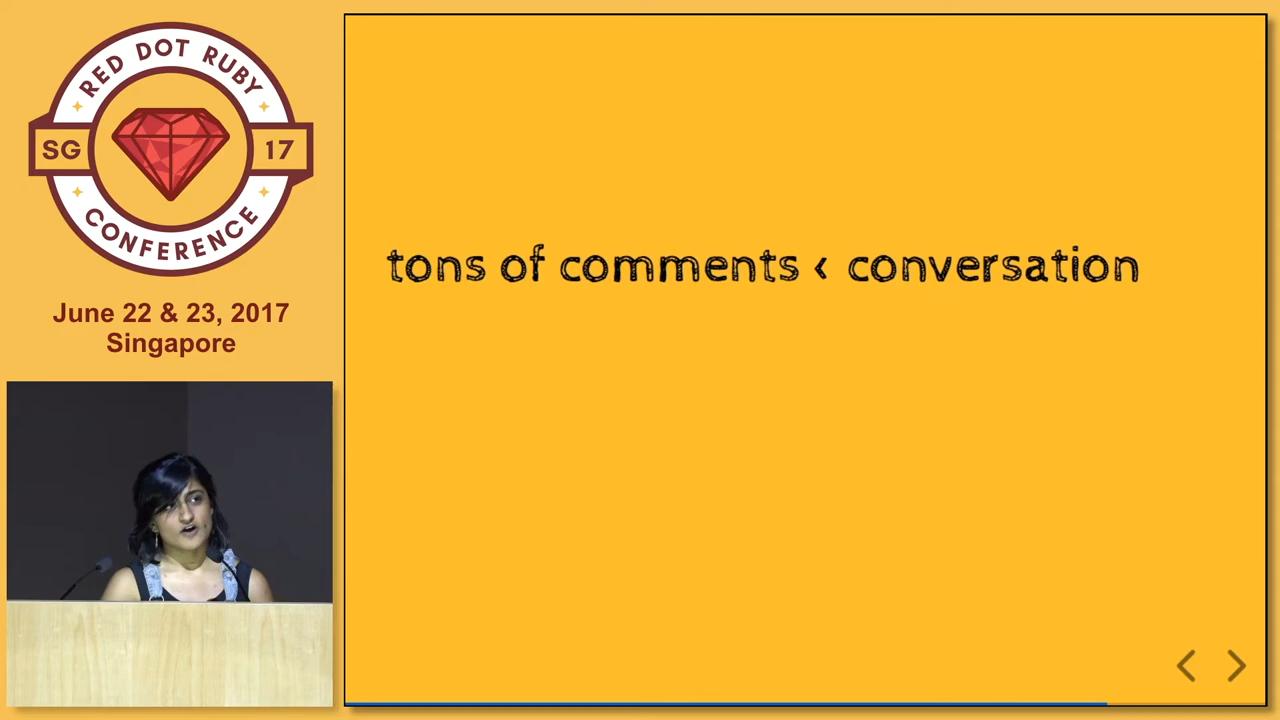 RED DOT RUBY
SG 17
CONFERENCE
June 22 & 23, 2017
Singapore
tons of comments < conversation